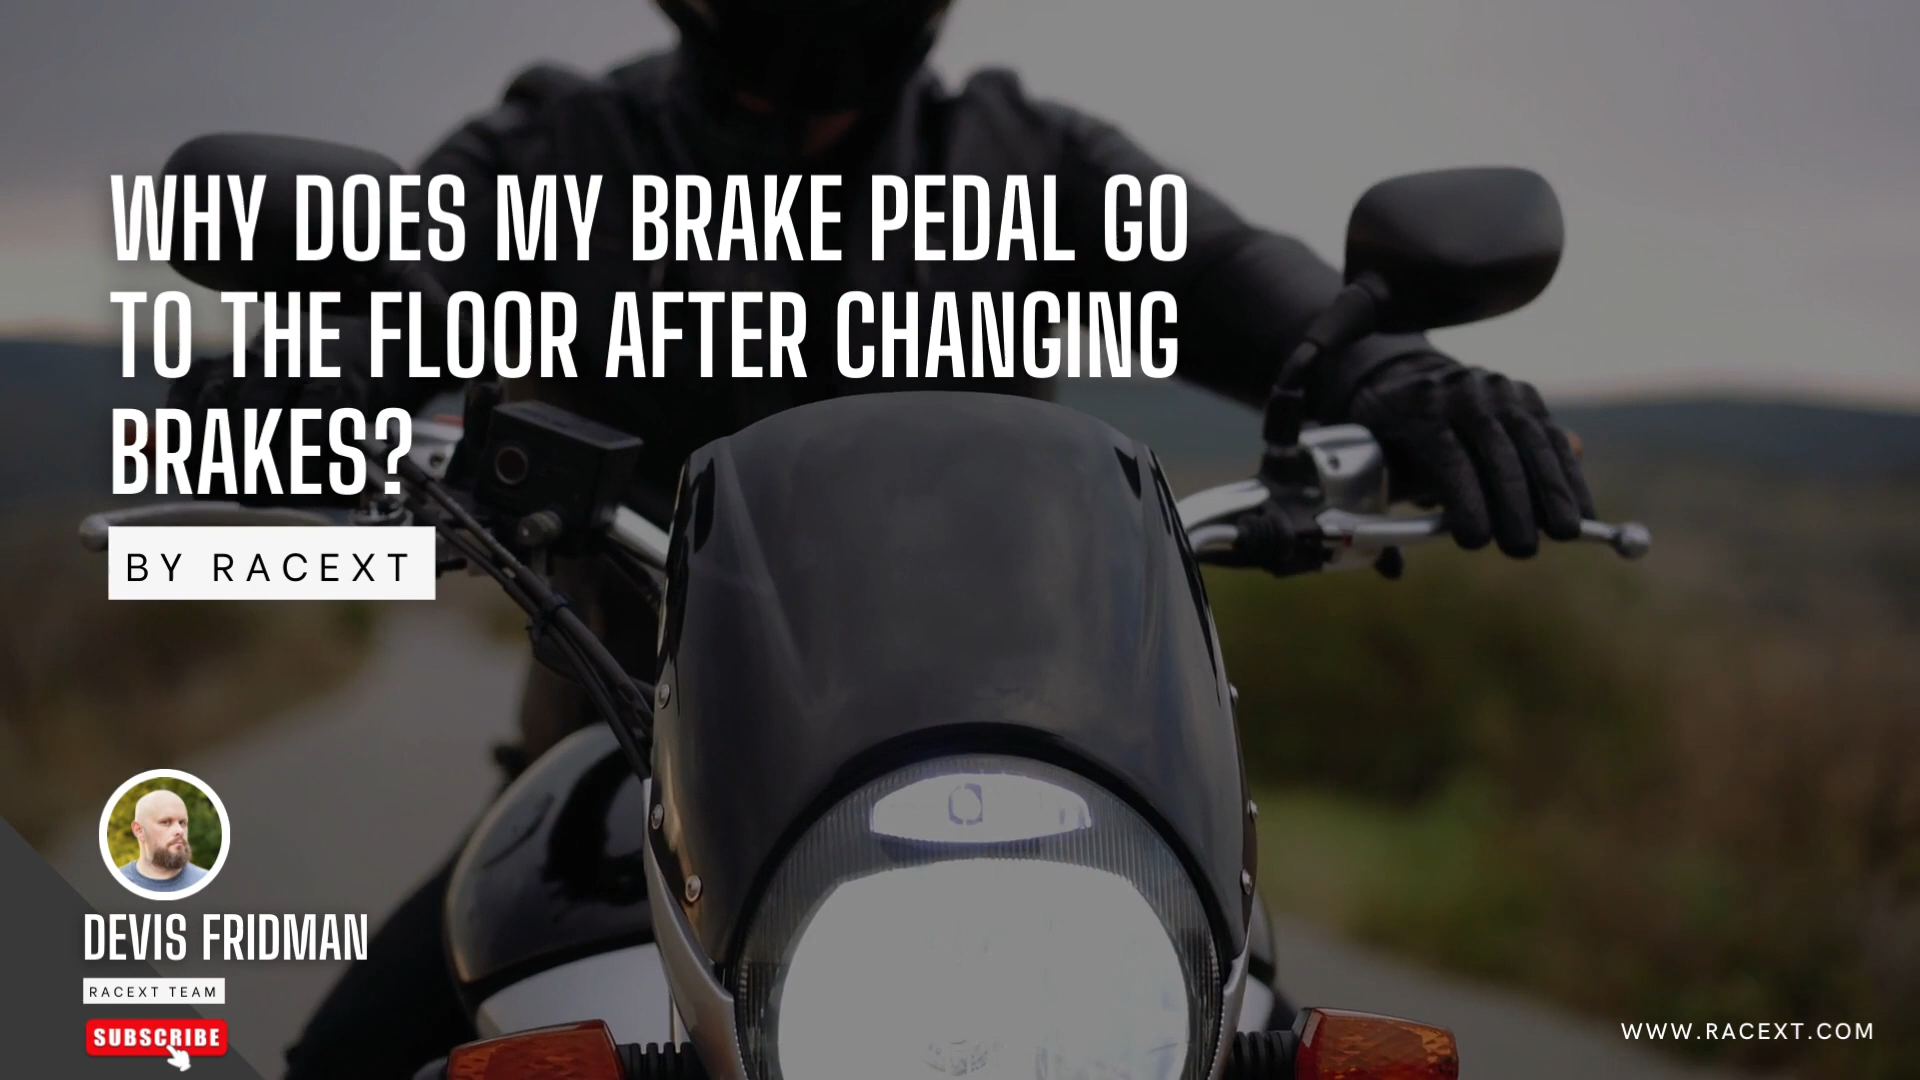 WHY DOES MY BRAKE PEDAL GO
TO THE FLOOR AFTER CHANGING
BRAKES?
BY RACEXT
DEVIS FRIDMAN
RACEXT TEAM
SUBSCRIBE
WWW.RACEXT.COM